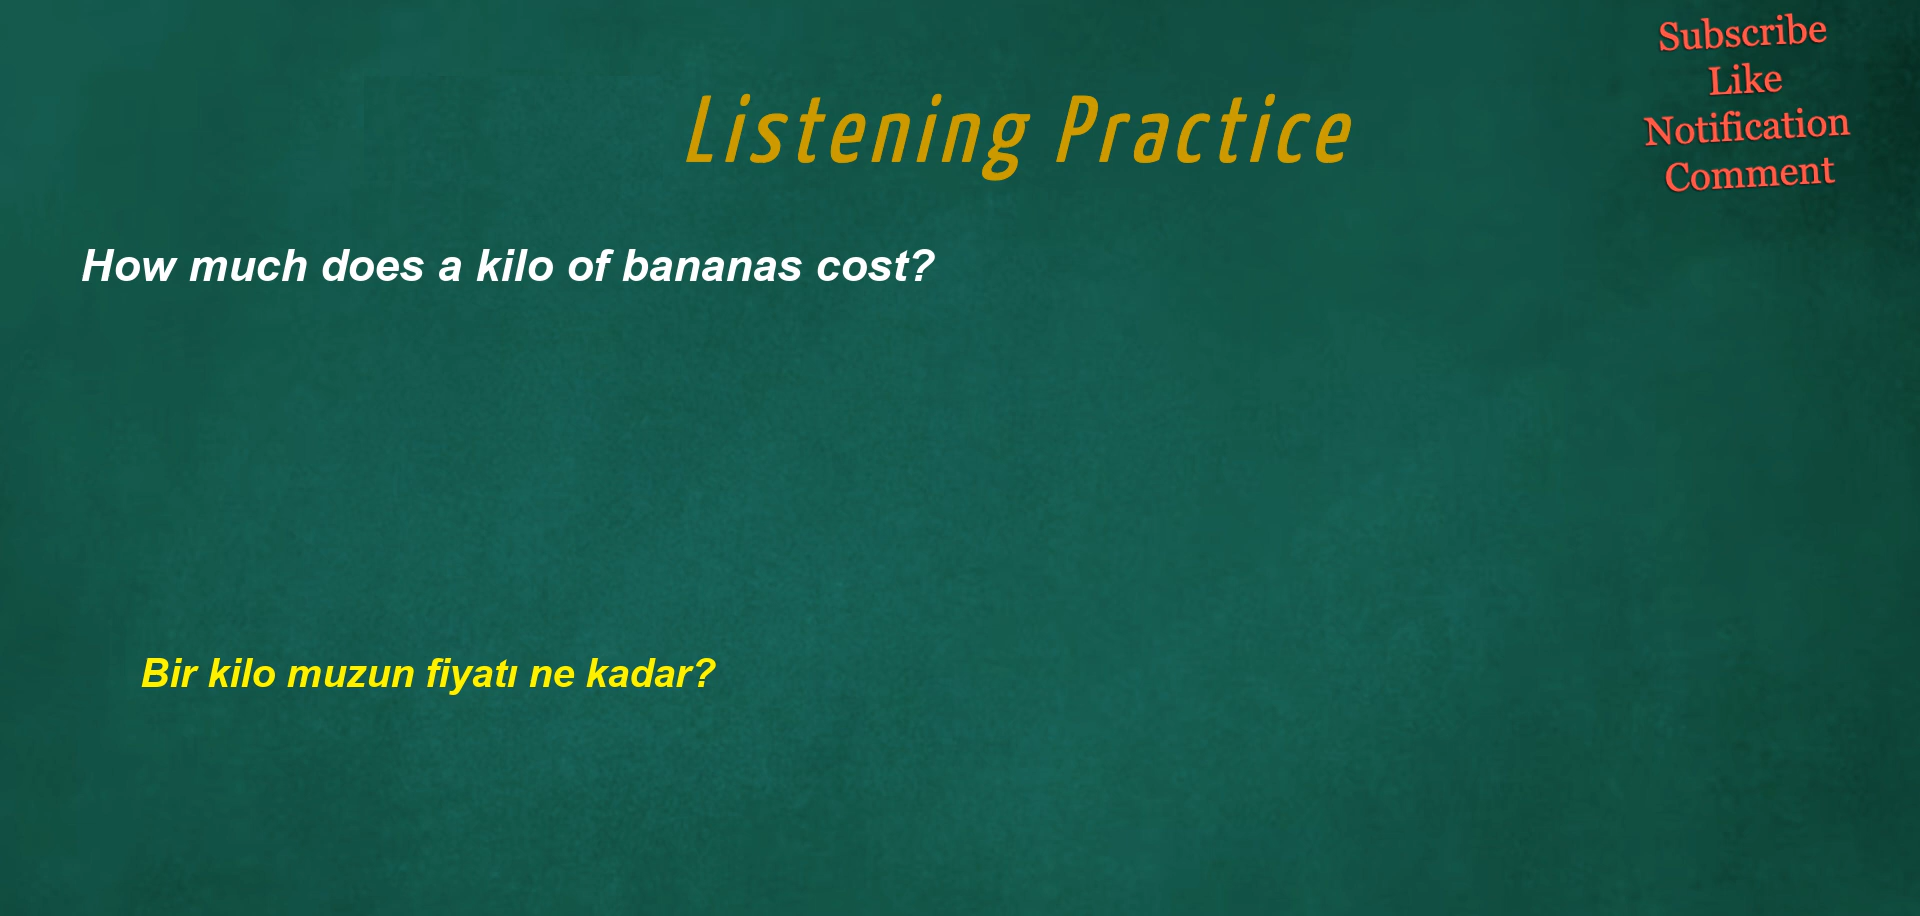 Subscribe
Like
Notification
Comment
Listening Practice
How much does a kilo of bananas cost?
Bir kilo muzun fiyatı ne kadar?